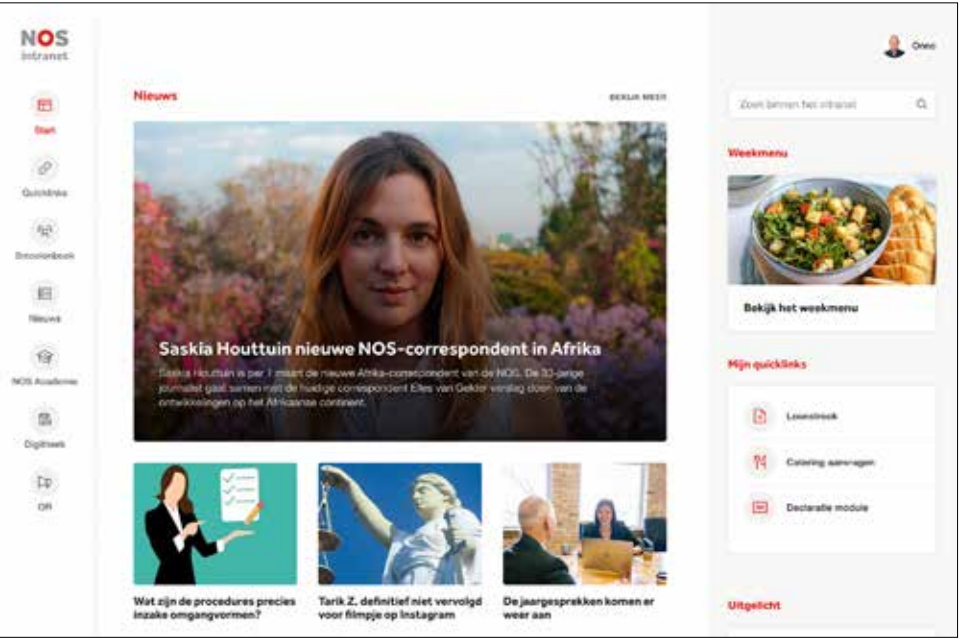 NOS
intranet
Start
Quicklinks
Smoelenboek
Nieuws
NOS Academie
Digitheek
OR
Nieuws
BEKIJK MEER
Saskia Houttuin nieuwe NOS-correspondent in Afrika
Saskia Houttuin is per 1 maart de nieuwe Afrika-correspondent van de NOS. De 32-jarige
journalist gaat samen met de huidige correspondent Elles van Gelder verslag doen van de
ontwikkelingen op het Afrikaanse continent.
Wat zijn de procedures precies
inzake omgangvormen?
Tarik Z. definitief niet vervolgd
voor filmpje op Instagram
De jaargesprekken komen er
weer aan
Onno
Zoek binnen het intranet
Weekmenu
Bekijk het weekmenu
Mijn quicklinks
Loonstrook
Catering aanvragen
Declaratie module
Uitgelicht